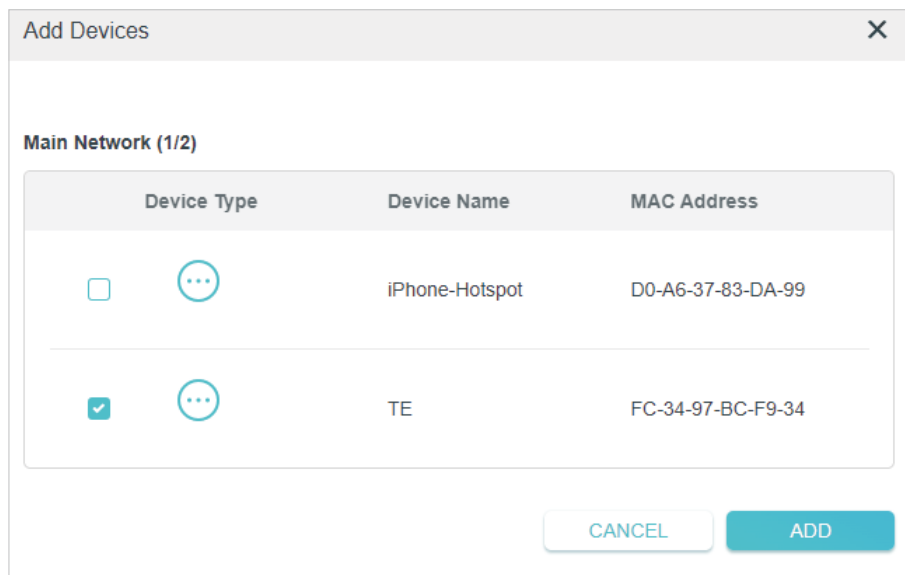 Add Devices
Main Network (1/2)
Device Type Device Name MAC Address
iPhone-Hotspot D0-A6-37-83-DA-99
TE FC-34-97-BC-F9-34
CANCEL ADD